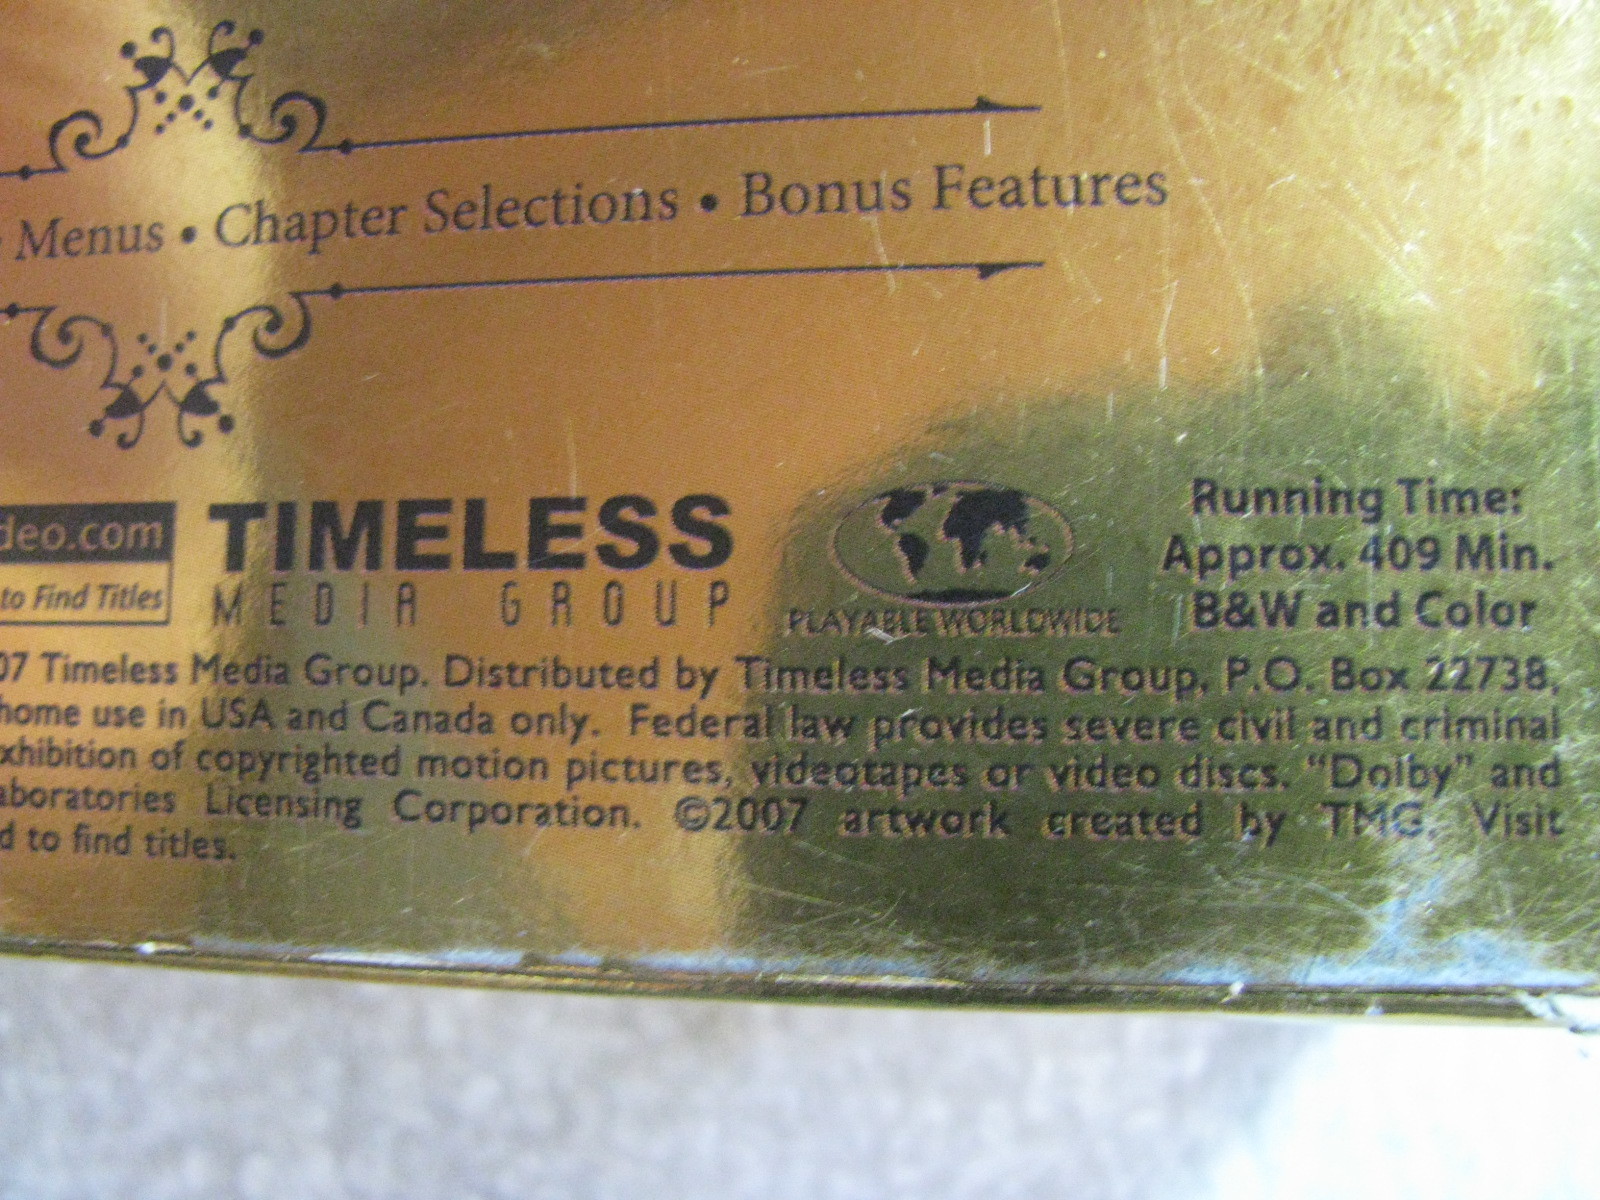 Menus • Chapter Selections • Bonus Features
deo.com
to Find Titles
TIMELESS
MEDIA GROUP
PLAYABLE WORLDWIDE
Running Time:
Approx. 409 Min.
B&W and Color
07 Timeless Media Group. Distributed by Timeless Media Group, P.O. Box 22738,
home use in USA and Canada only. Federal law provides severe civil and criminal
xhibition of copyrighted motion pictures, videotapes or video discs. "Dolby" and
aboratories Licensing Corporation. ©2007 artwork created by TMG. Visit
d to find titles.